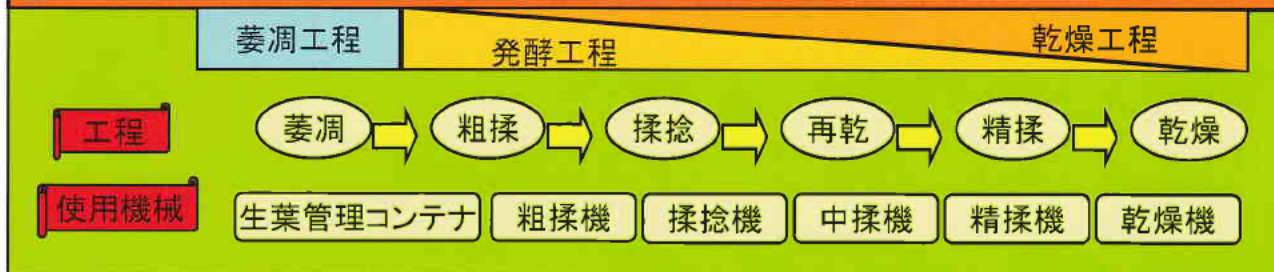 萎凋工程 発酵工程 乾燥工程
工程 萎凋 粗揉 揉捻 再乾 精揉 乾燥
使用機械 生葉管理コンテナ 粗揉機 揉捻機 中揉機 精揉機 乾燥機